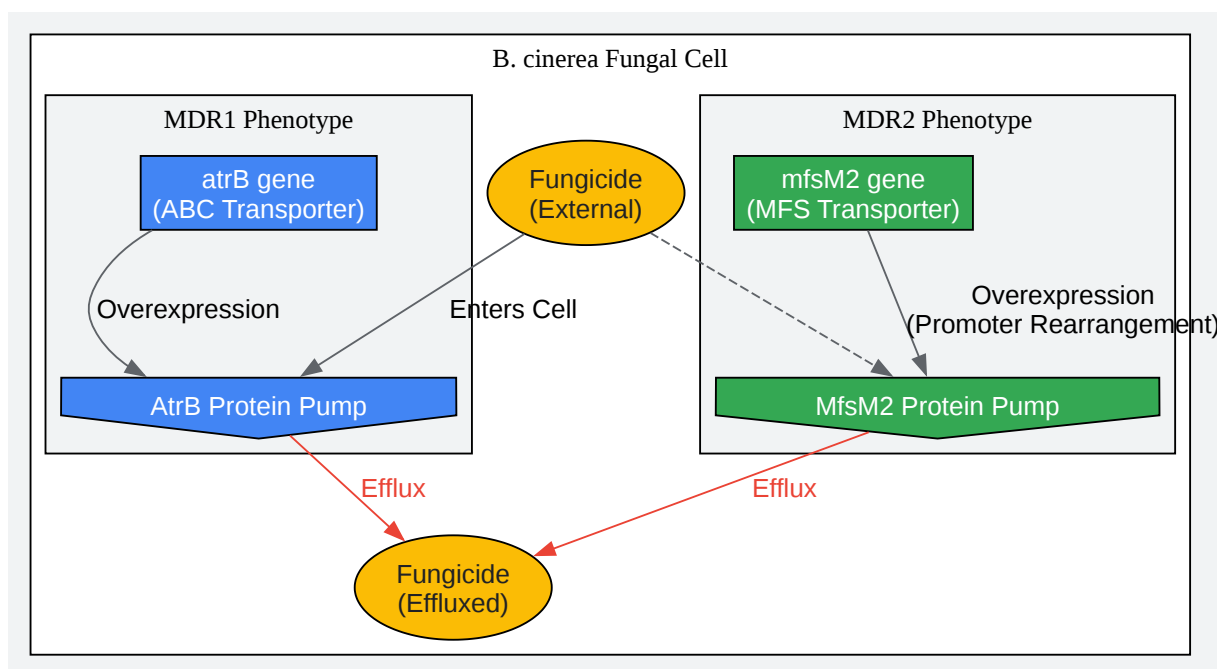 B. cinerea Fungal Cell
MDR1 Phenotype
MDR2 Phenotype
atrB gene
(ABC Transporter)
Fungicide
(External)
mfsM2 gene
(MFS Transporter)
Overexpression
Enters Cell
Overexpression
(Promoter Rearrangement)
AtrB Protein Pump
MfsM2 Protein Pump
Efflux
Efflux
Fungicide
(Effluxed)